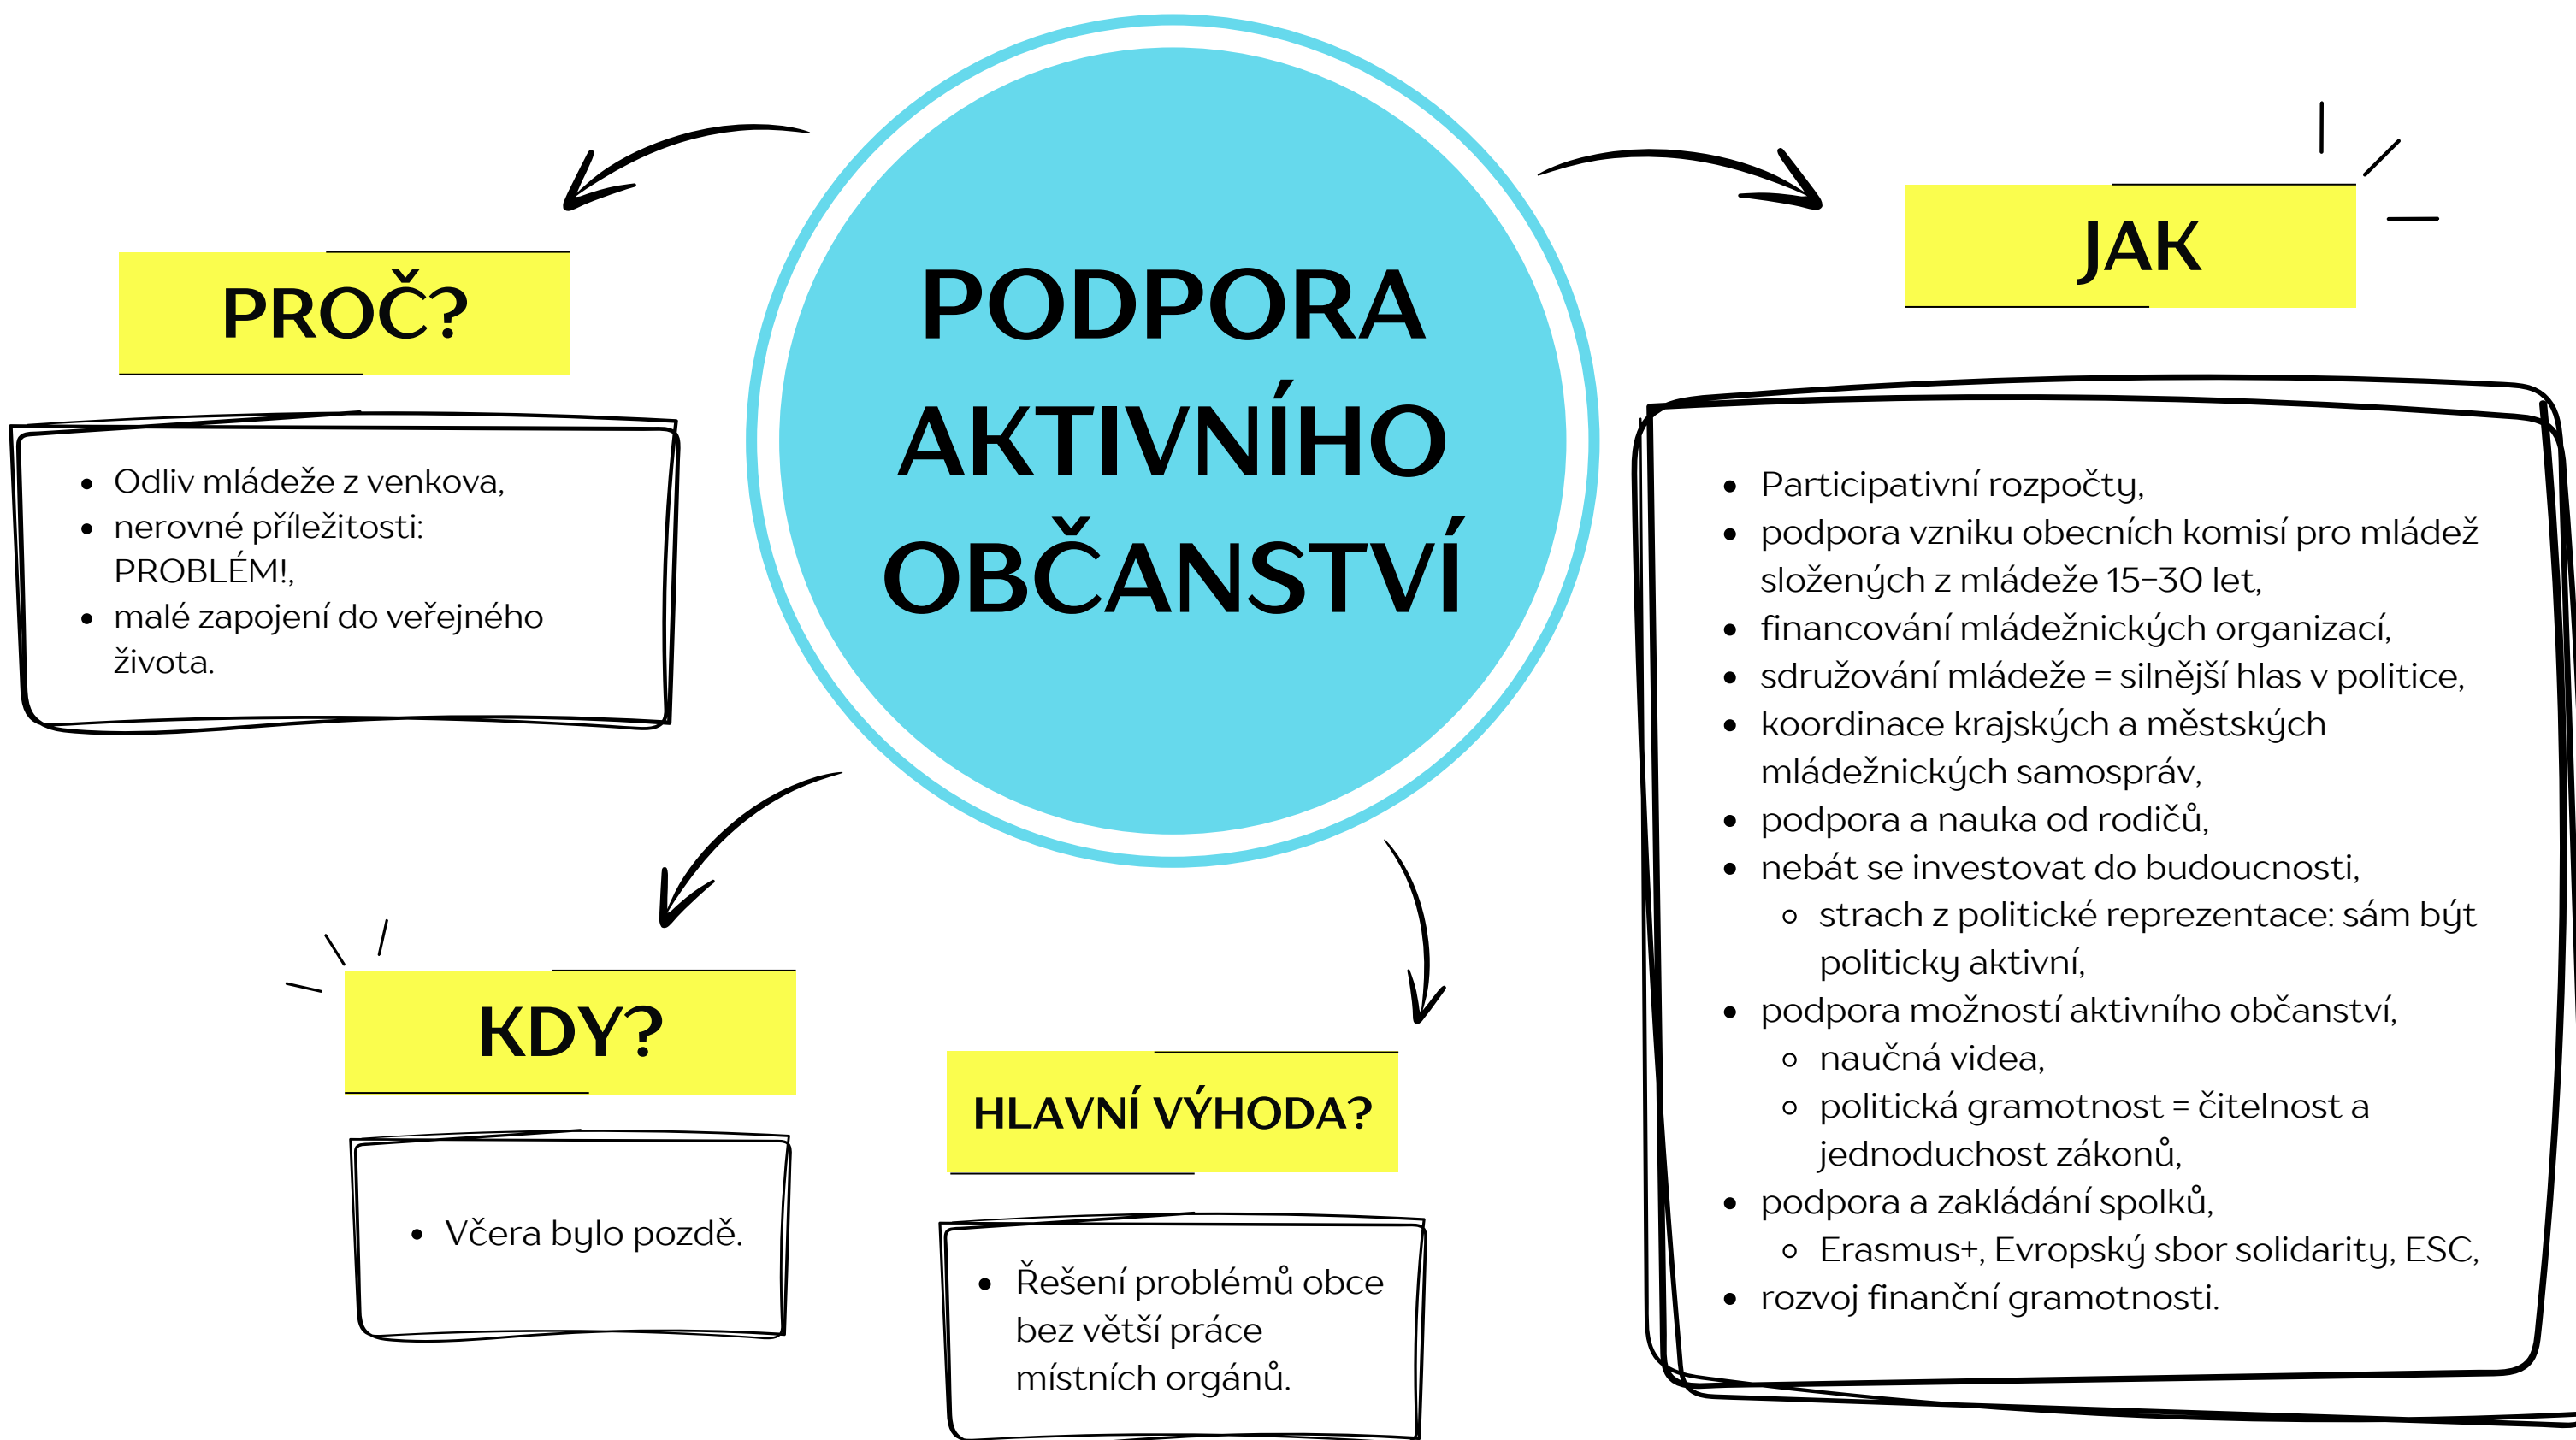 PODPORA
AKTIVNÍHO
OBČANSTVÍ
PROČ?
• Odliv mládeže z venkova,
• nerovné příležitosti:
PROBLÉM!,
• malé zapojení do veřejného
života.
KDY?
• Včera bylo pozdě.
HLAVNÍ VÝHODA?
• Řešení problémů obce
bez větší práce
místních orgánů.
JAK
• Participativní rozpočty,
• podpora vzniku obecních komisí pro mládež
složených z mládeže 15-30 let,
• financování mládežnických organizací,
• sdružování mládeže = silnější hlas v politice,
• koordinace krajských a městských
mládežnických samospráv,
• podpora a nauka od rodičů,
• nebát se investovat do budoucnosti,
◦ strach z politické reprezentace: sám být
politicky aktivní,
• podpora možností aktivního občanství,
◦ naučná videa,
◦ politická gramotnost = čitelnost a
jednoduchost zákonů,
• podpora a zakládání spolků,
◦ Erasmus+, Evropský sbor solidarity, ESC,
• rozvoj finanční gramotnosti.